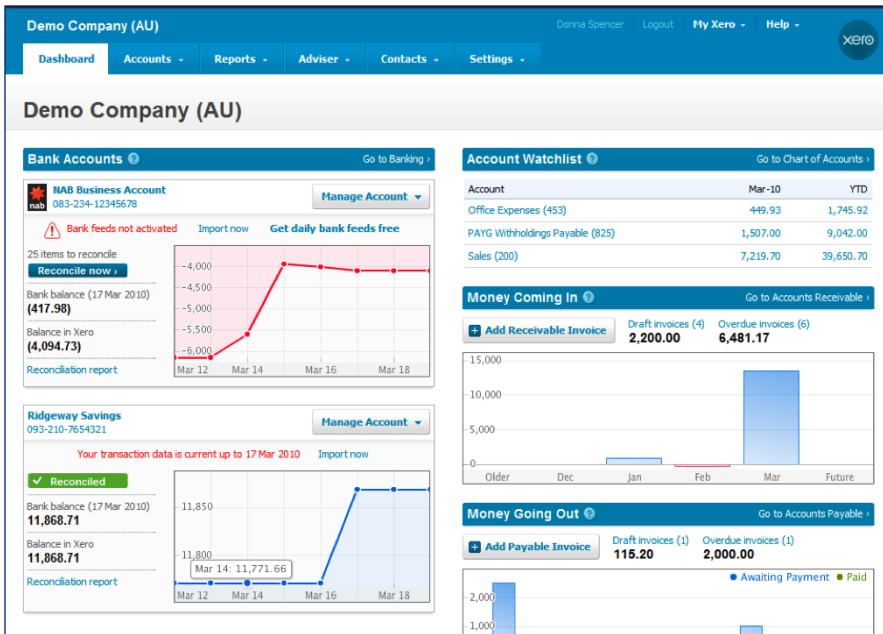 Demo Company (AU)
Donna Spencer Logout My Xero Help
xero
Dashboard Accounts Reports Adviser Contacts Settings
Demo Company (AU)
Bank Accounts ? Go to Banking ›
nab
NAB Business Account
083-234-12345678
Manage Account
Bank feeds not activated Import now Get daily bank feeds free
25 items to reconcile
Reconcile now ›
Bank balance (17 Mar 2010)
(417.98)
Balance in Xero
(4,094.73)
Reconciliation report
-4,000
-4,500
-5,000
-5,500
-6,000
Mar 12 Mar 14 Mar 16 Mar 18
Ridgeway Savings
093-210-7654321
Manage Account
Your transaction data is current up to 17 Mar 2010 Import now
Reconciled
Bank balance (17 Mar 2010)
11,868.71
Balance in Xero
11,868.71
Reconciliation report
11,850
11,800
Mar 14: 11,771.66
Mar 12 Mar 14 Mar 16 Mar 18
Account Watchlist ? Go to Chart of Accounts ›
Account Mar-10 YTD
Office Expenses (453) 449.93 1,745.92
PAYG Withholdings Payable (825) 1,507.00 9,042.00
Sales (200) 7,219.70 39,650.70
Money Coming In ? Go to Accounts Receivable ›
Add Receivable Invoice
Draft invoices (4) Overdue invoices (6)
2,200.00 6,481.17
15,000
10,000
5,000
0
Older Dec Jan Feb Mar Future
Money Going Out ? Go to Accounts Payable ›
Add Payable Invoice
Draft invoices (1) Overdue invoices (1)
115.20 2,000.00
Awaiting Payment Paid
2,000
1,000